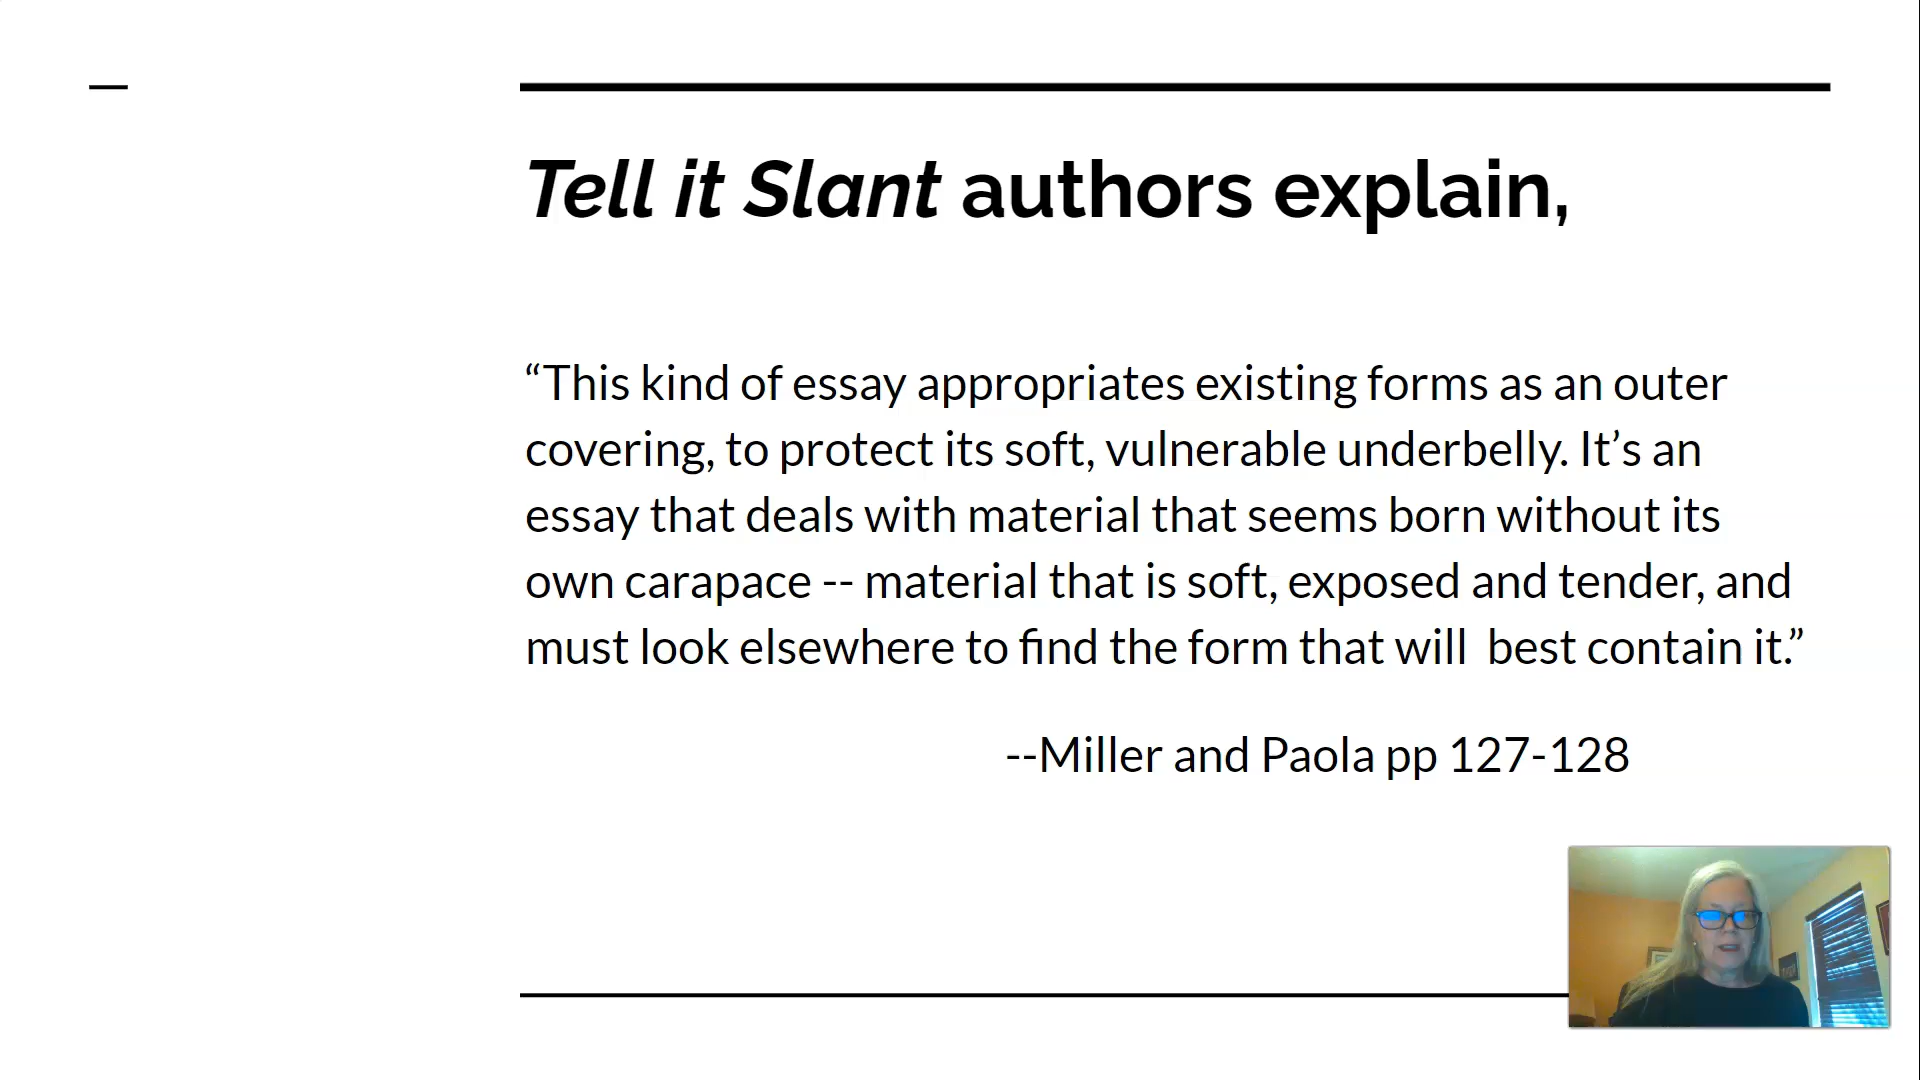 Tell it Slant authors explain,
“This kind of essay appropriates existing forms as an outer
covering, to protect its soft, vulnerable underbelly. It’s an
essay that deals with material that seems born without its
own carapace -- material that is soft, exposed and tender, and
must look elsewhere to find the form that will  best contain it.”
--Miller and Paola pp 127-128